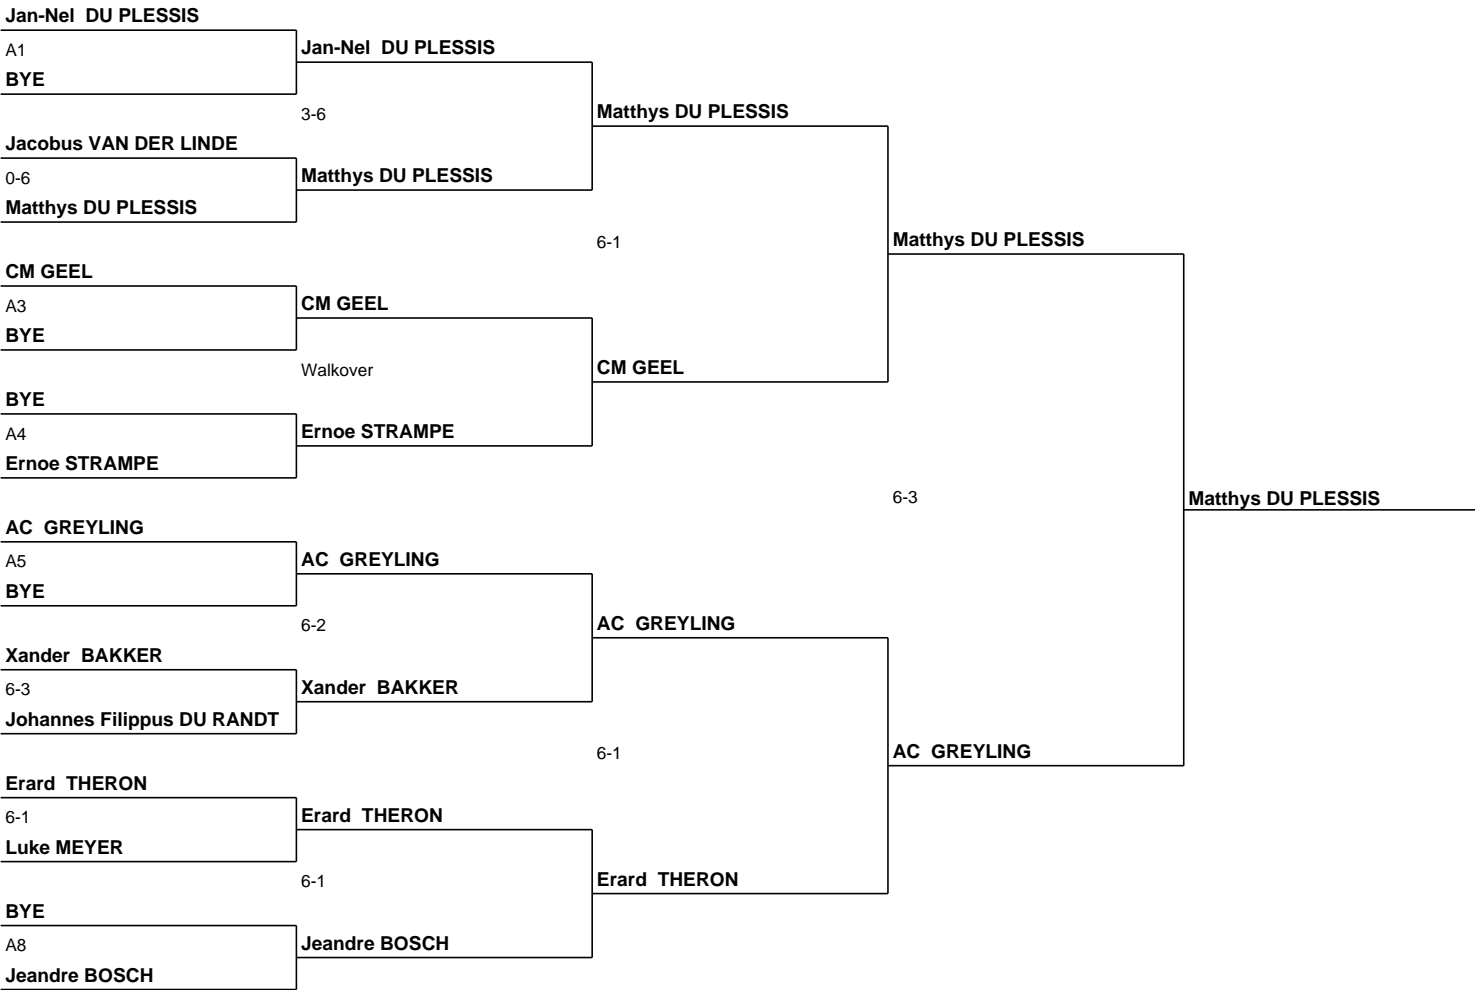 Jan-Nel  DU PLESSIS
A1
BYE
Jacobus VAN DER LINDE
0-6
Matthys DU PLESSIS
CM GEEL
A3
BYE
BYE
A4
Ernoe STRAMPE
AC  GREYLING
A5
BYE
Xander  BAKKER
6-3
Johannes Filippus DU RANDT
Erard  THERON
6-1
Luke MEYER
BYE
A8
Jeandre BOSCH
Jan-Nel  DU PLESSIS
3-6
Matthys DU PLESSIS
CM GEEL
Walkover
Ernoe STRAMPE
AC  GREYLING
6-2
Xander  BAKKER
Erard  THERON
6-1
Jeandre BOSCH
Matthys DU PLESSIS
6-1
CM GEEL
AC  GREYLING
6-1
Erard  THERON
Matthys DU PLESSIS
6-3
AC  GREYLING
Matthys DU PLESSIS